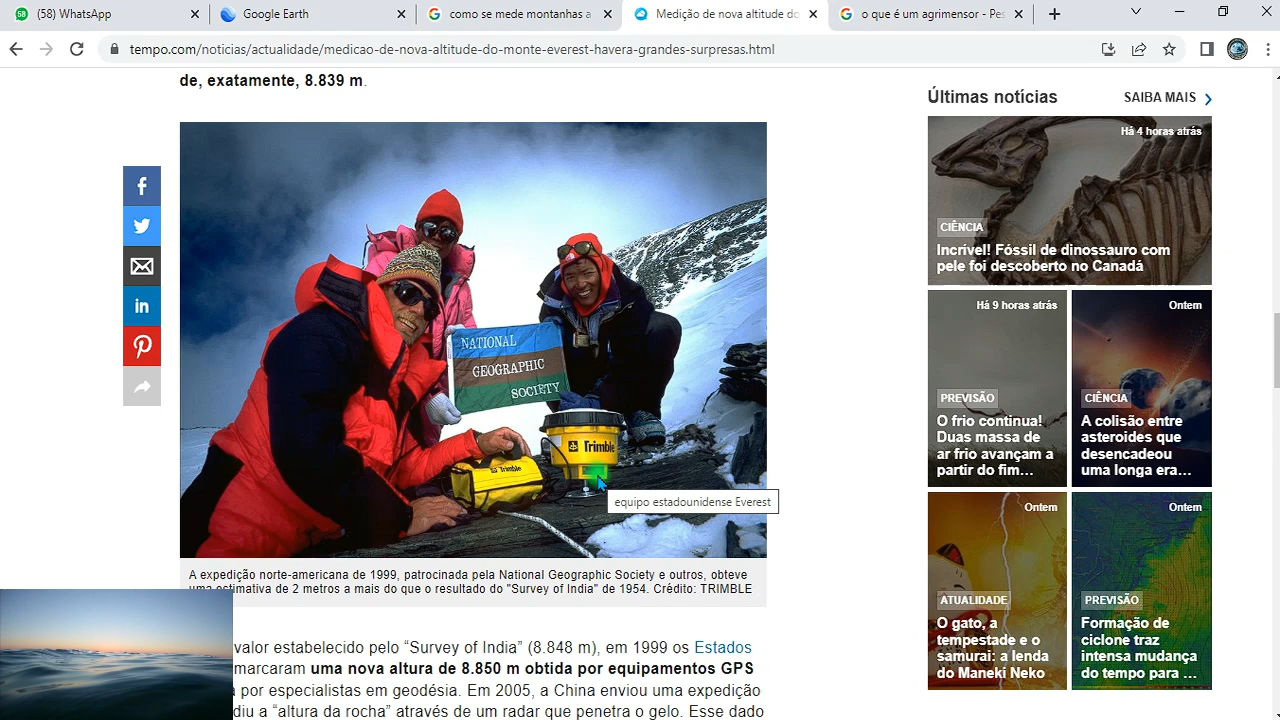 (58) WhatsApp
Google Earth
como se mede montanhas a
Medição de nova altitude do
o que é um agrimensor - Pes
tempo.com/noticias/actualidade/medicao-de-nova-altitude-do-monte-everest-havera-grandes-surpresas.html
de, exatamente, 8.839 m.
NATIONAL
GEOGRAPHIC
SOCIETY
Trimble
Trimble
equipo estadounidense Everest
A expedição norte-americana de 1999, patrocinada pela National Geographic Society e outros, obteve
uma estimativa de 2 metros a mais do que o resultado do "Survey of India" de 1954. Crédito: TRIMBLE
valor estabelecido pelo “Survey of India” (8.848 m), em 1999 os Estados
marcaram uma nova altura de 8.850 m obtida por equipamentos GPS
por especialistas em geodésia. Em 2005, a China enviou uma expedição
diu a “altura da rocha” através de um radar que penetra o gelo. Esse dado
Últimas notícias
SAIBA MAIS
Há 4 horas atrás
CIÊNCIA
Incrível! Fóssil de dinossauro com
pele foi descoberto no Canadá
Há 9 horas atrás
PREVISÃO
O frio continua!
Duas massa de
ar frio avançam a
partir do fim...
Ontem
CIÊNCIA
A colisão entre
asteroides que
desencadeou
uma longa era...
Ontem
ATUALIDADE
O gato, a
tempestade e o
samurai: a lenda
do Maneki Neko
Ontem
PREVISÃO
Formação de
ciclone traz
intensa mudança
do tempo para ...